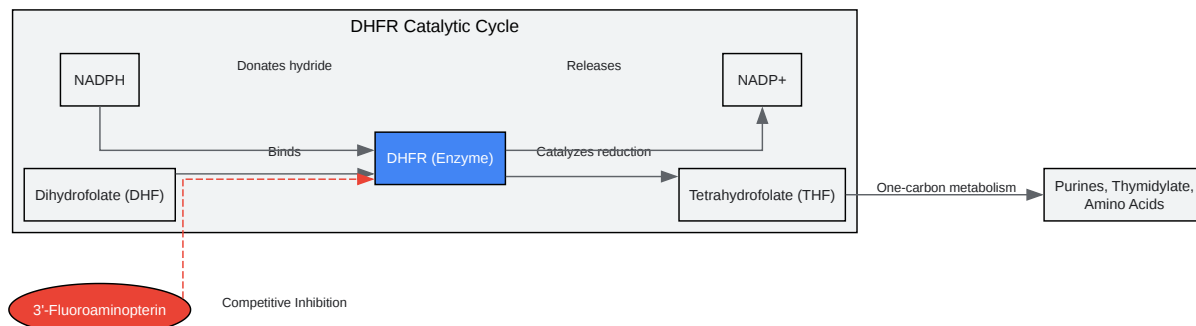 DHFR Catalytic Cycle
NADPH
Donates hydride
Releases
NADP+
Binds
DHFR (Enzyme)
Catalyzes reduction
Dihydrofolate (DHF)
Tetrahydrofolate (THF)
One-carbon metabolism
Purines, Thymidylate,
Amino Acids
3'-Fluoroaminopterin
Competitive Inhibition